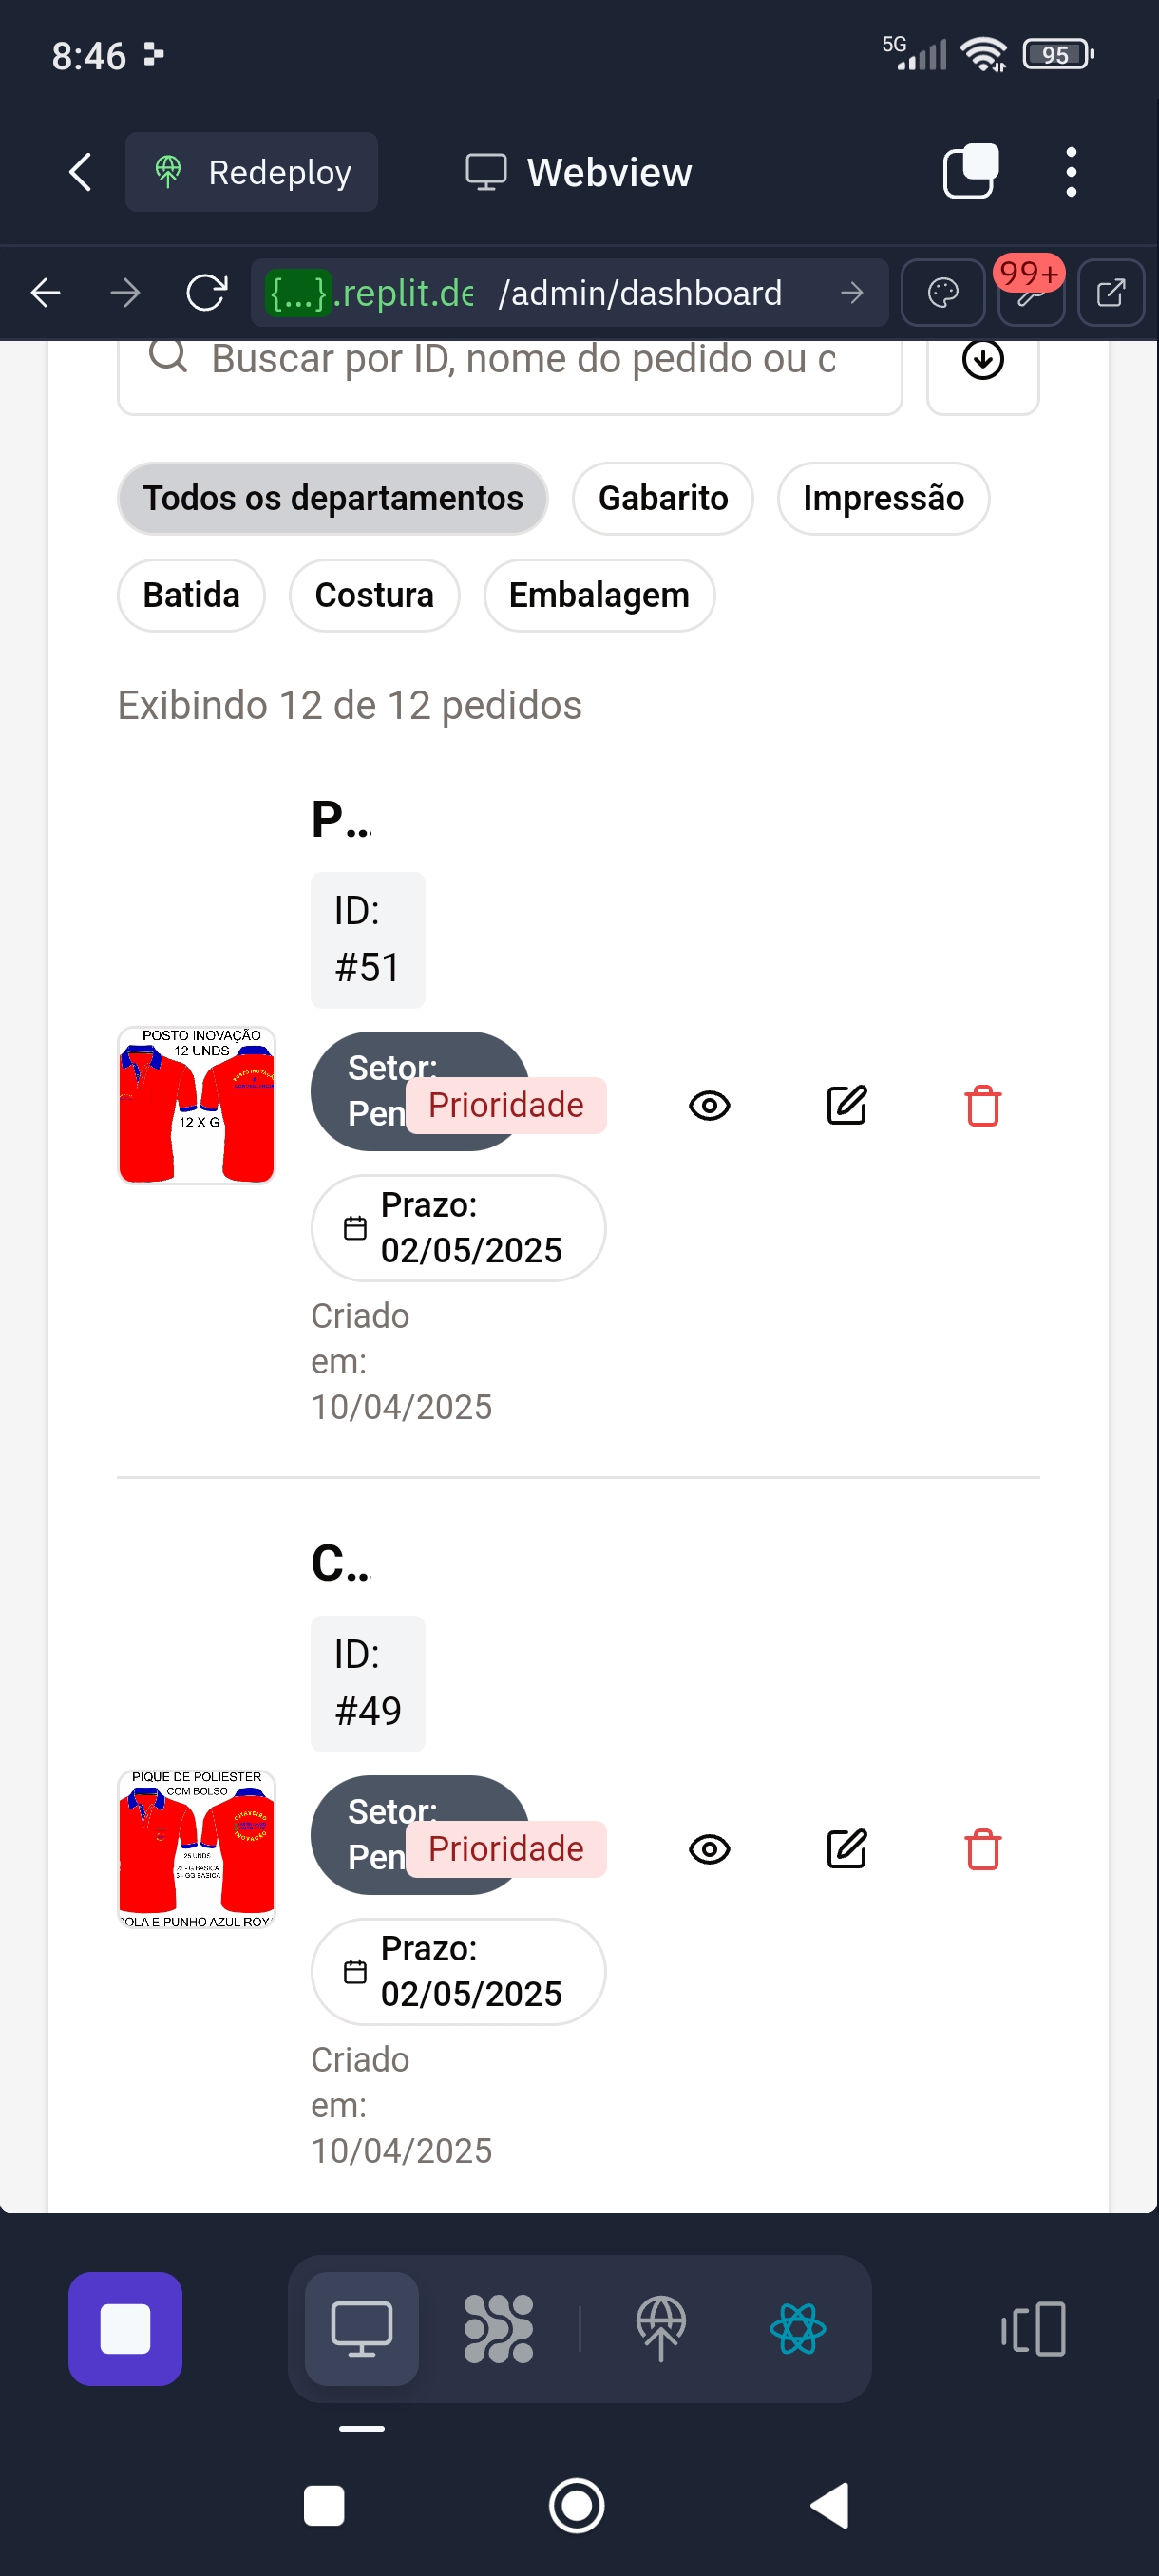 8:46
5G
95
Redeploy
Webview
{...}.replit.de
/admin/dashboard
99+
Buscar por ID, nome do pedido ou c
Todos os departamentos
Gabarito
Impressão
Batida
Costura
Embalagem
Exibindo 12 de 12 pedidos
P..
ID:
#51
POSTO INOVAÇÃO
12 UNDS
12 X G
Setor:
Pen
Prioridade
Prazo:
02/05/2025
Criado
em:
10/04/2025
C..
ID:
#49
PIQUE DE POLIESTER
COM BOLSO
25 UNDS
OLA E PUNHO AZUL ROY
Setor:
Pen
Prioridade
Prazo:
02/05/2025
Criado
em:
10/04/2025